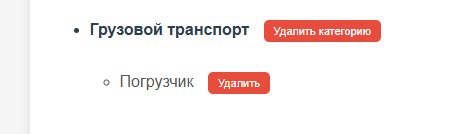 Грузовой транспорт Удалить категорию
Погрузчик Удалить